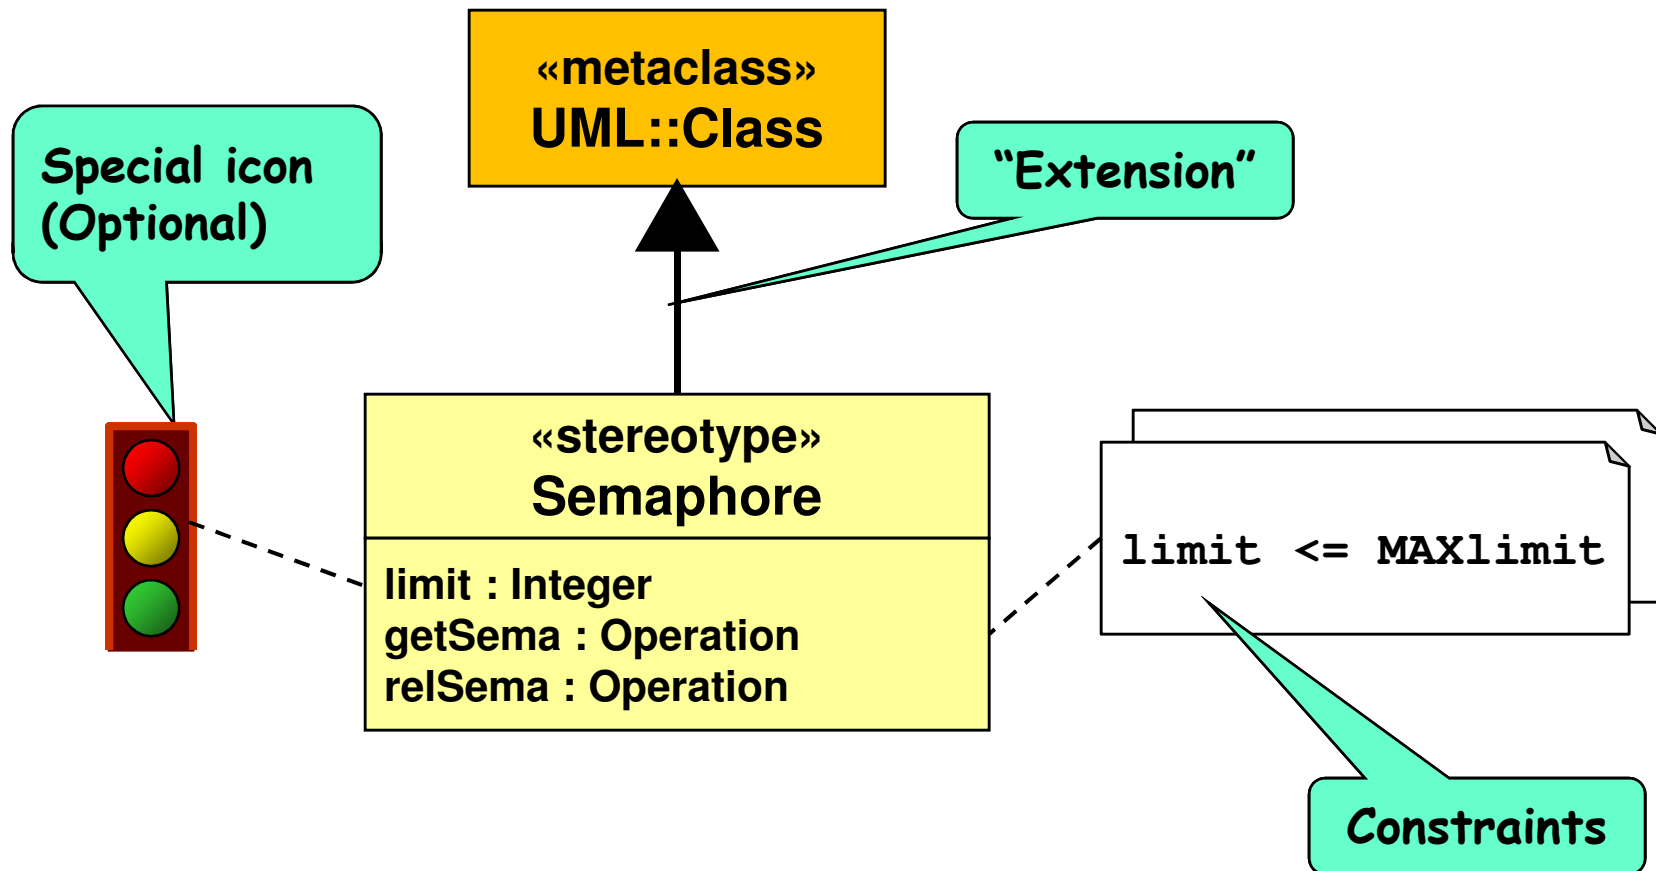 «metaclass»
UML::Class
Special icon
(Optional)
“Extension”
«stereotype»
Semaphore
limit : Integer
getSema : Operation
relSema : Operation
limit <= MAXlimit
Constraints